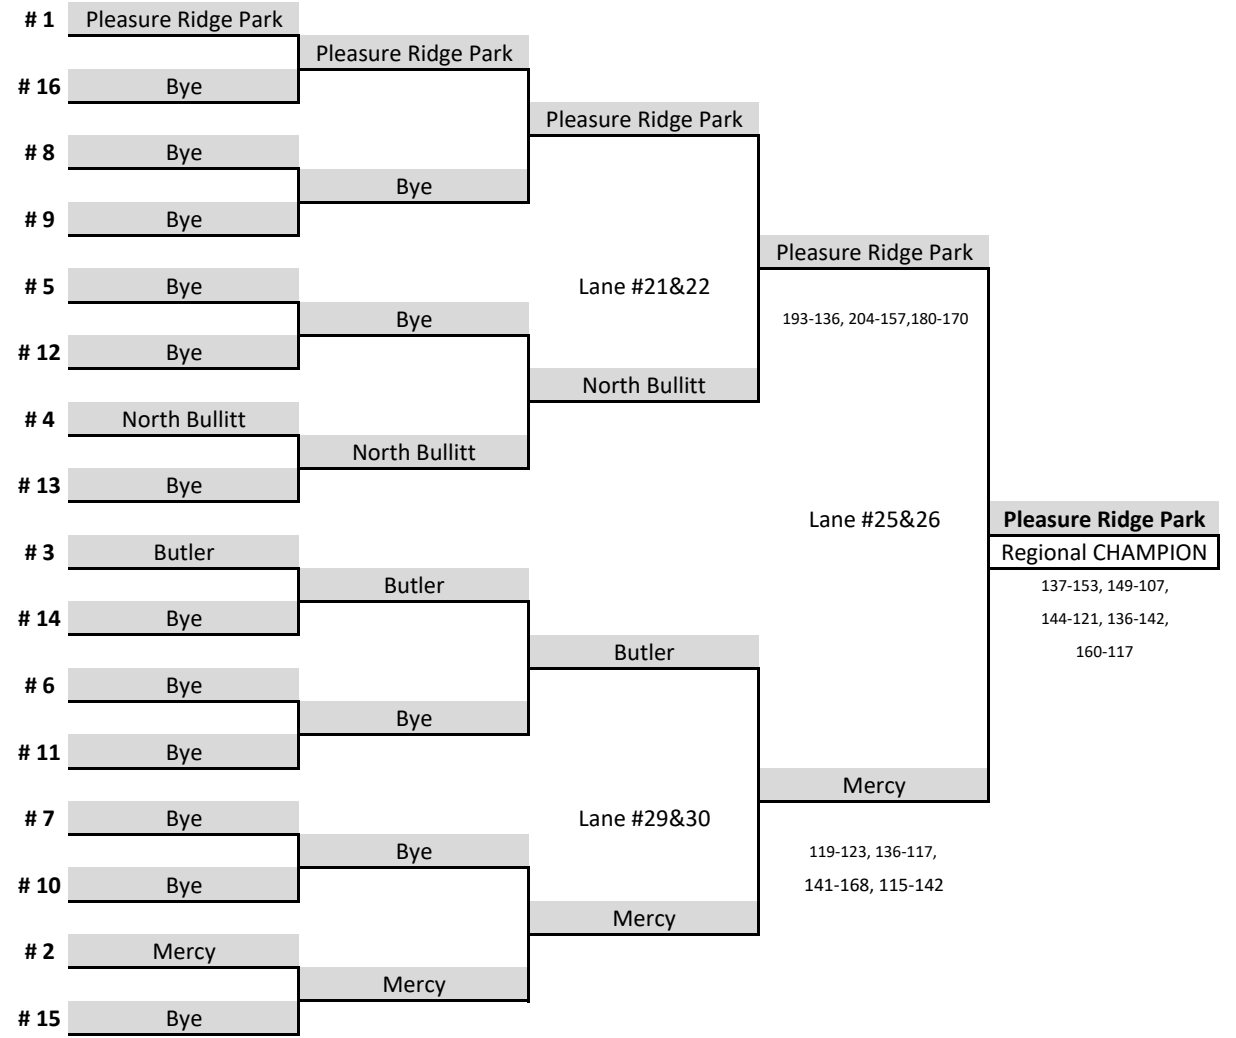 # 1 Pleasure Ridge Park
Pleasure Ridge Park
# 16 Bye
Pleasure Ridge Park
# 8 Bye
Bye
# 9 Bye
Pleasure Ridge Park
# 5 Bye
Lane #21&22
Bye
193-136, 204-157,180-170
# 12 Bye
North Bullitt
# 4 North Bullitt
North Bullitt
# 13 Bye
Lane #25&26
Pleasure Ridge Park
# 3 Butler
Regional CHAMPION
Butler
137-153, 149-107,
# 14 Bye
144-121, 136-142,
Butler
160-117
# 6 Bye
Bye
# 11 Bye
Mercy
# 7 Bye
Lane #29&30
Bye
119-123, 136-117,
# 10 Bye
141-168, 115-142
Mercy
# 2 Mercy
Mercy
# 15 Bye